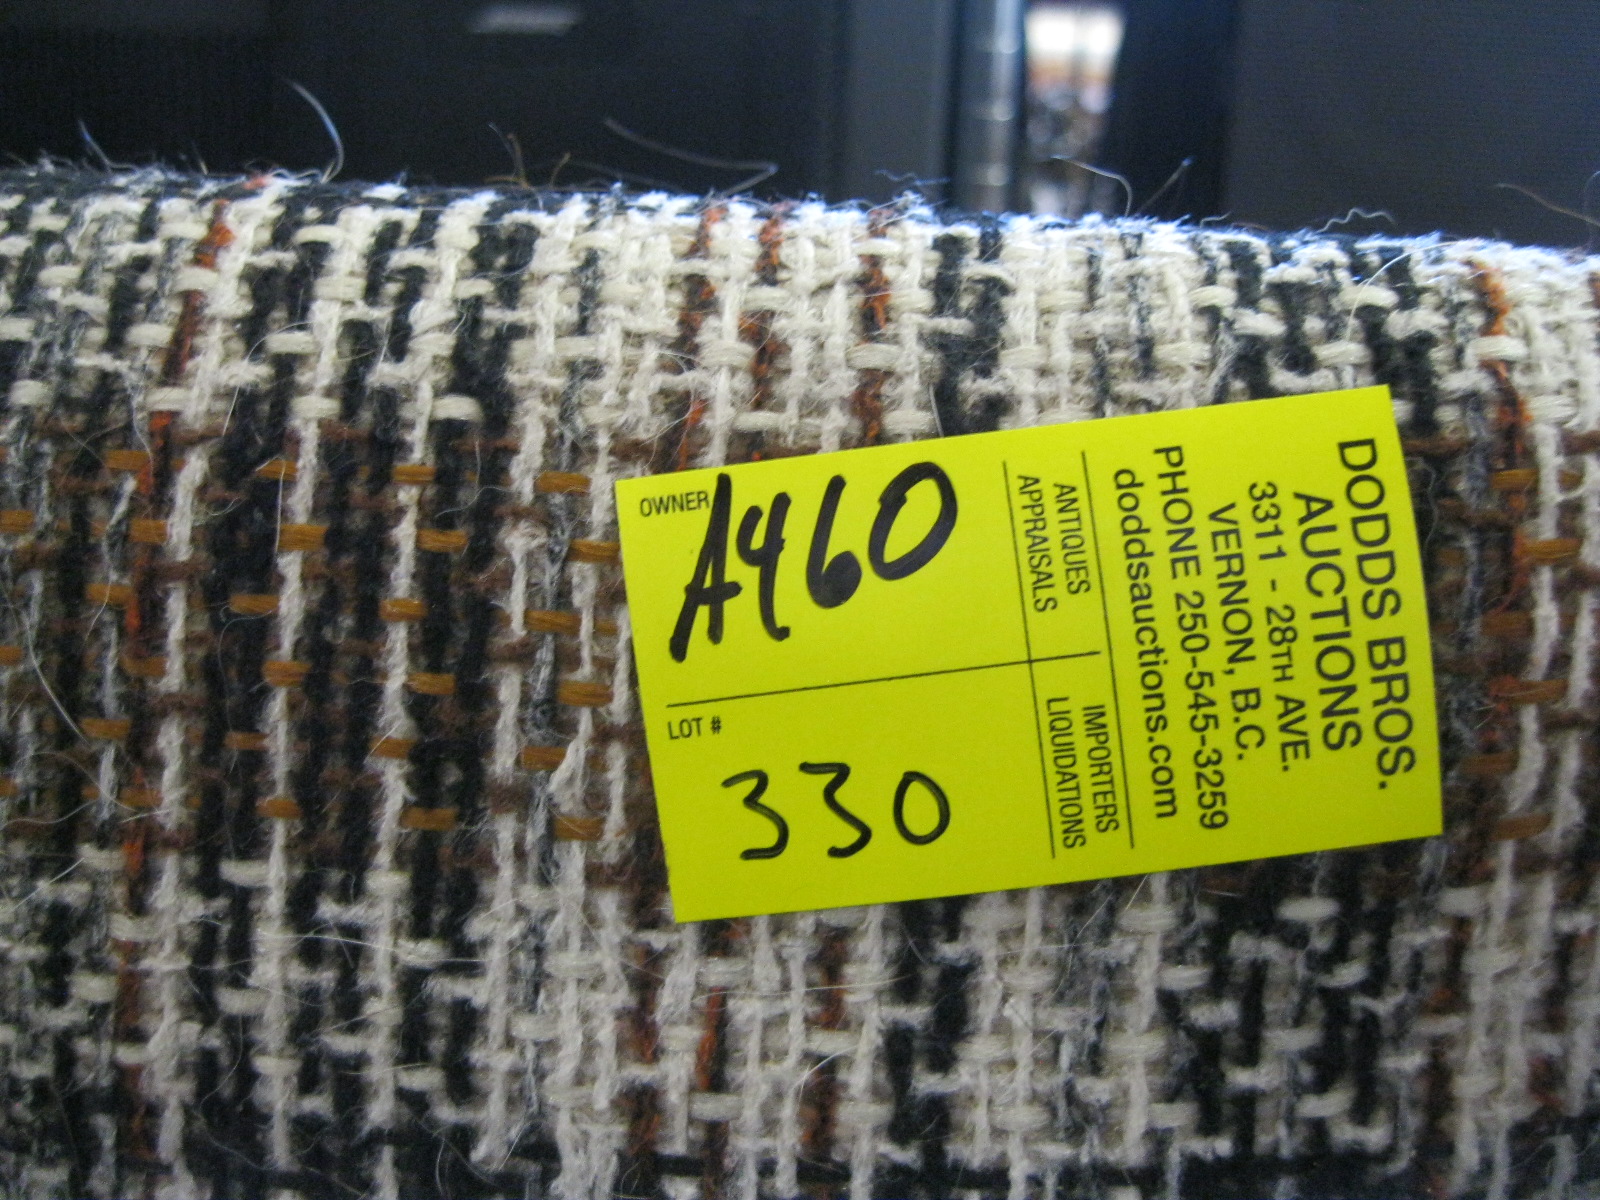 OWNER A460
LOT #
330
DODDS BROS.
AUCTIONS
3311 - 28TH AVE.
VERNON, B.C.
PHONE 250-545-3259
doddsauctions.com
ANTIQUES
APPRAISALS
IMPORTERS
LIQUIDATIONS